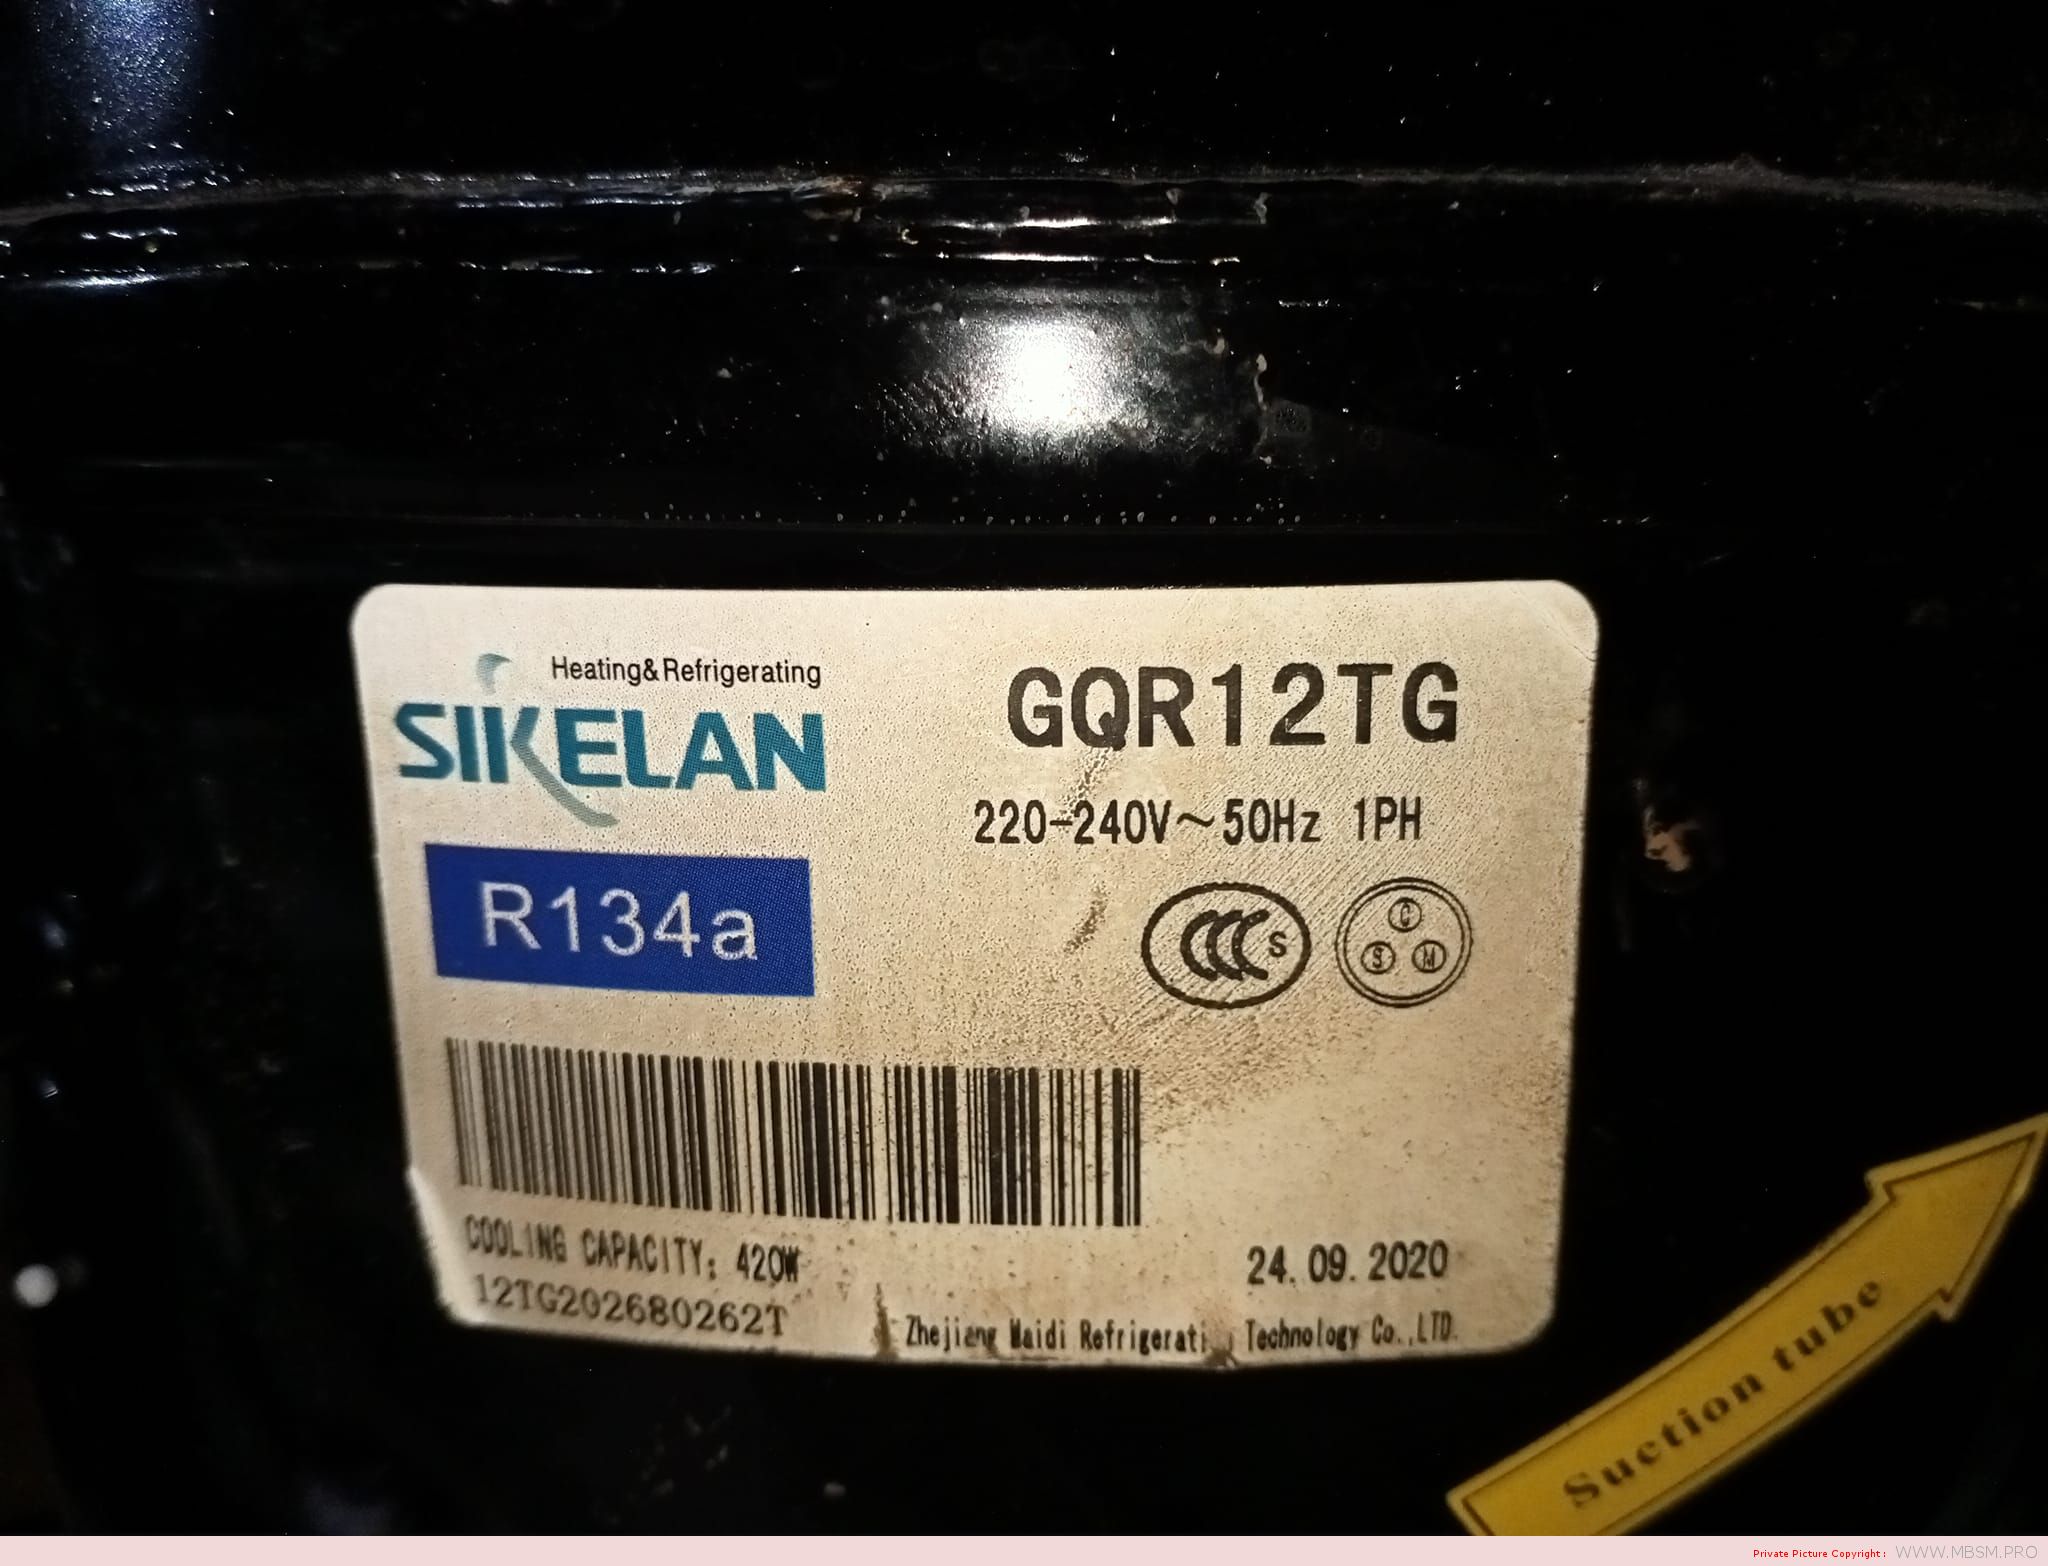 Heating&Refrigerating
SIKELAN
GQR12TG
220-240V~50Hz 1PH
R134a
CCC S
C
S M
COOLING CAPACITY: 420W
12TG202680262T
24.09.2020
Zhejiang Maidi Technology Co.,LTD.
Suction tube
Private Picture Copyright : WWW.MBSM.PRO